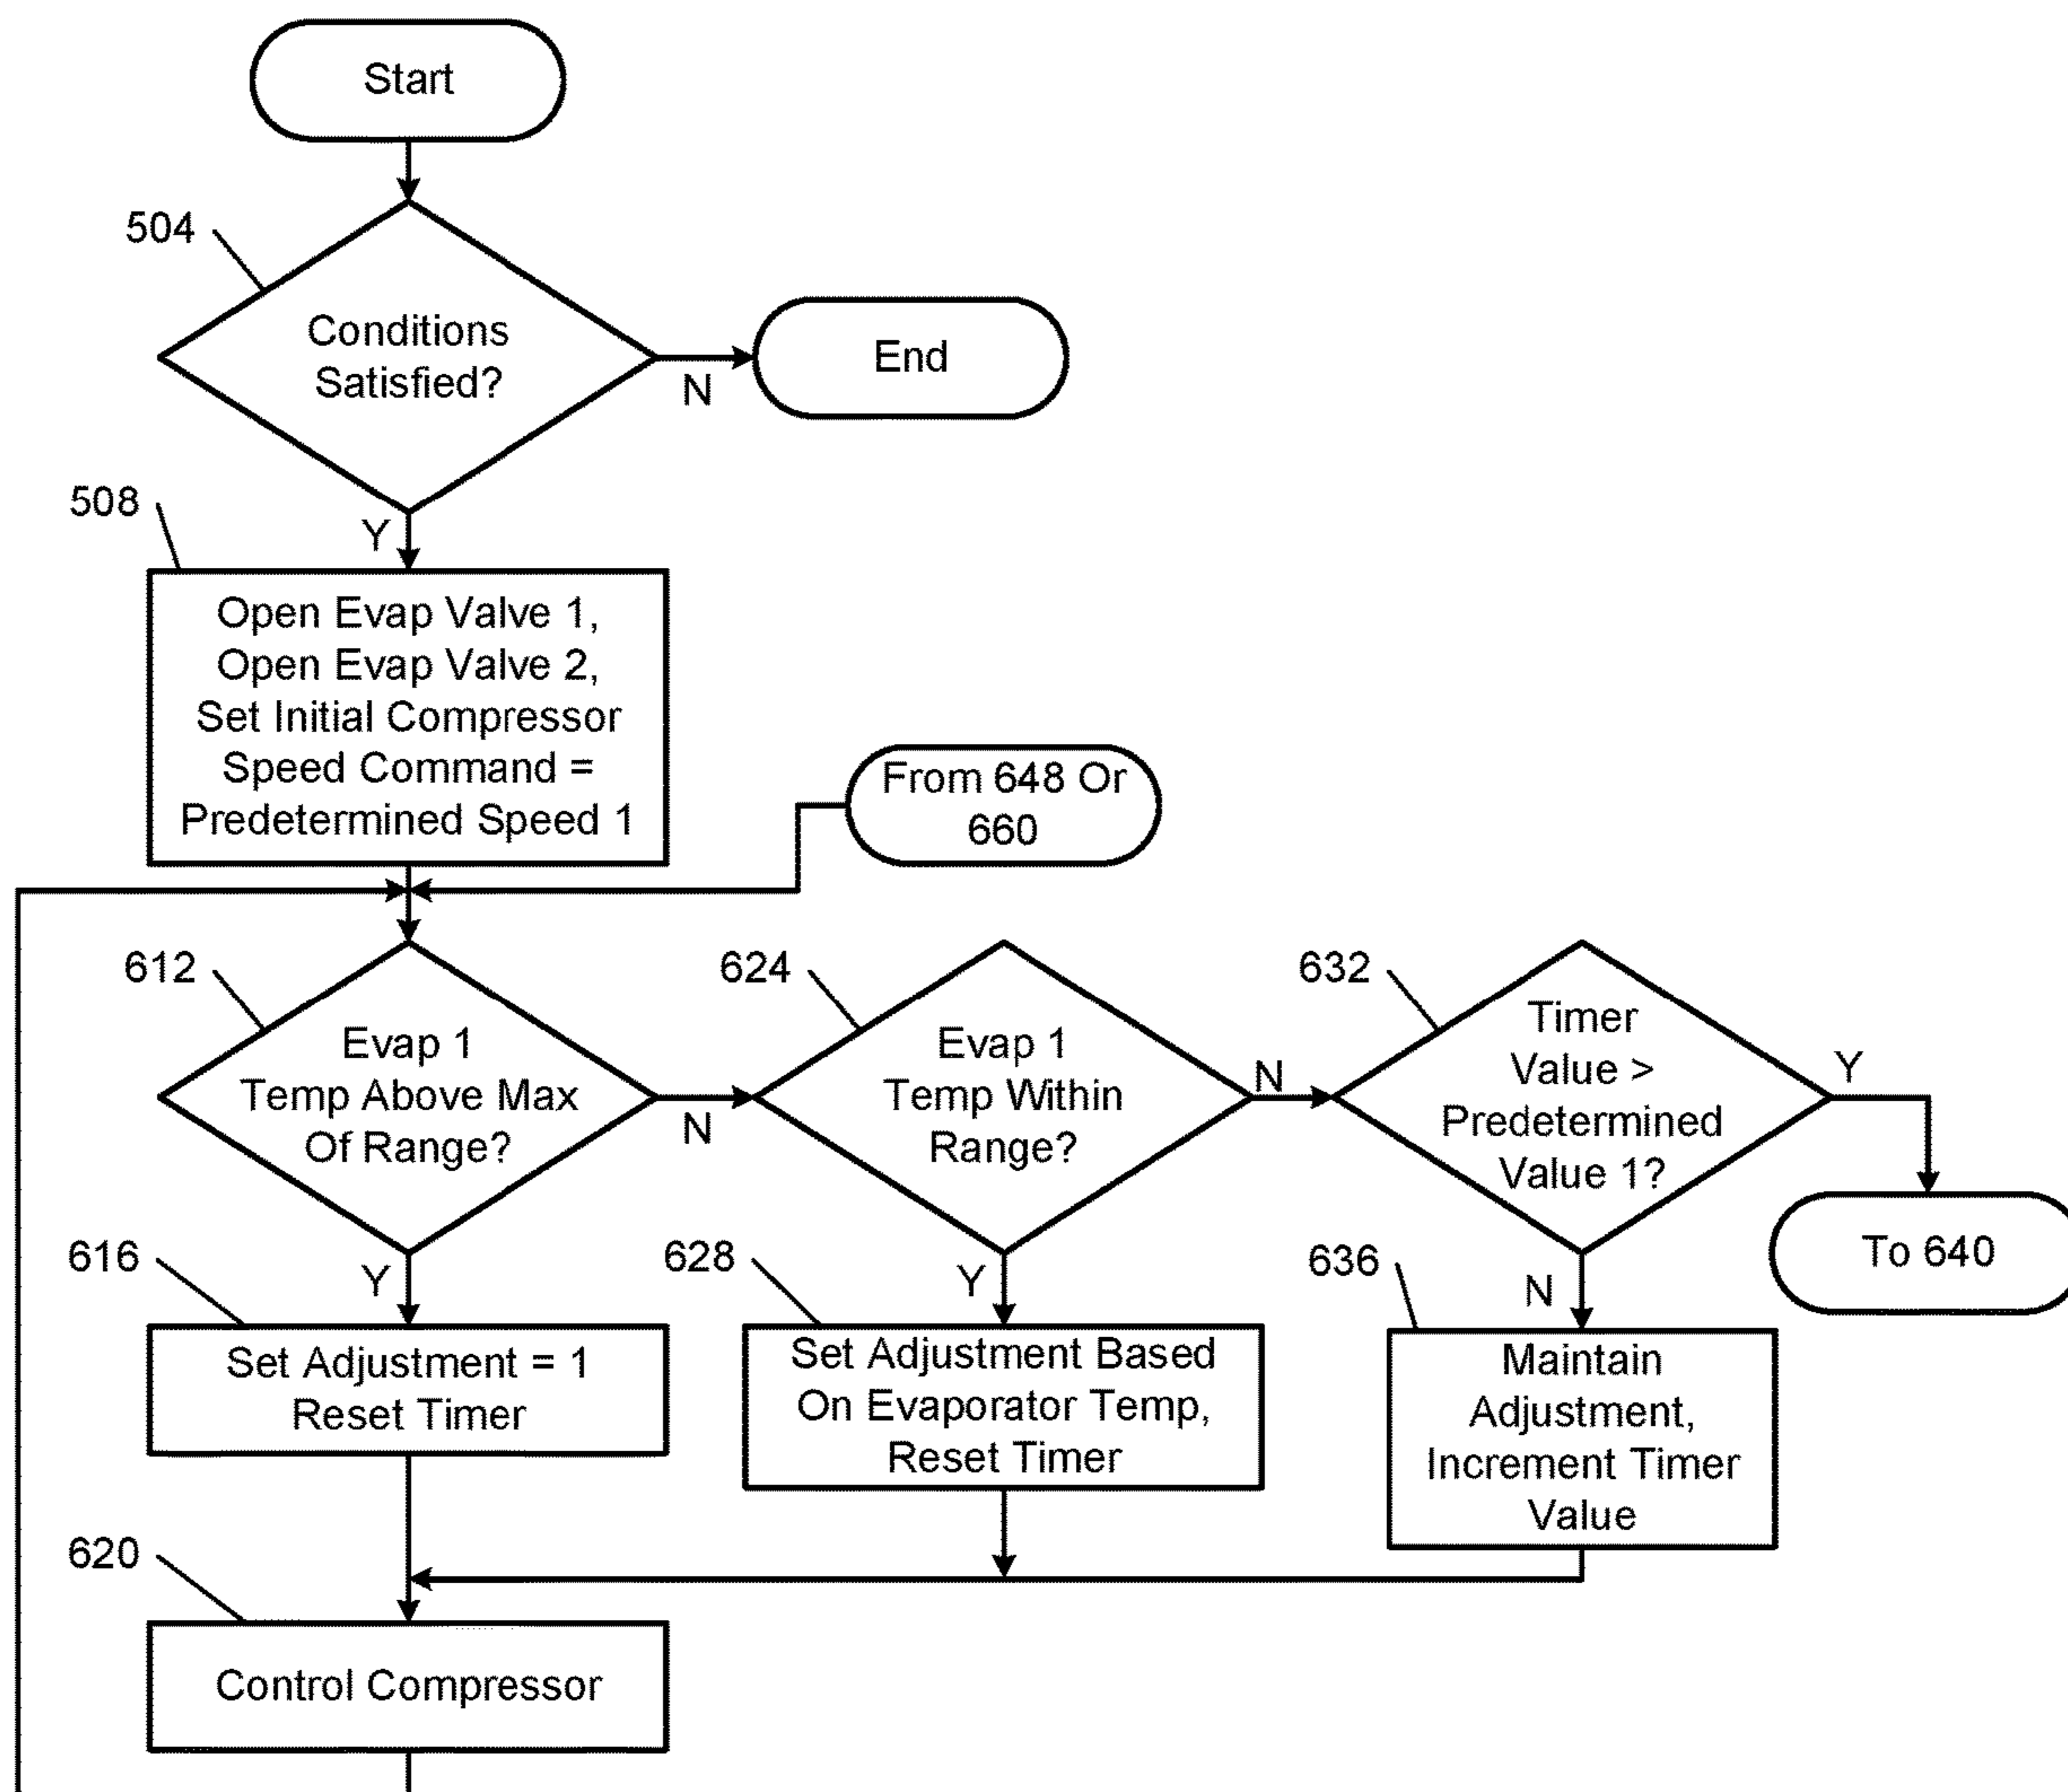 Start
504
Conditions
Satisfied?
N
End
Y
508
Open Evap Valve 1,
Open Evap Valve 2,
Set Initial Compressor
Speed Command =
Predetermined Speed 1
From 648 Or
660
612
Evap 1
Temp Above Max
Of Range?
N
Y
624
Evap 1
Temp Within
Range?
N
Y
632
Timer
Value >
Predetermined
Value 1?
Y
N
To 640
616
Set Adjustment = 1
Reset Timer
628
Set Adjustment Based
On Evaporator Temp,
Reset Timer
636
Maintain
Adjustment,
Increment Timer
Value
620
Control Compressor